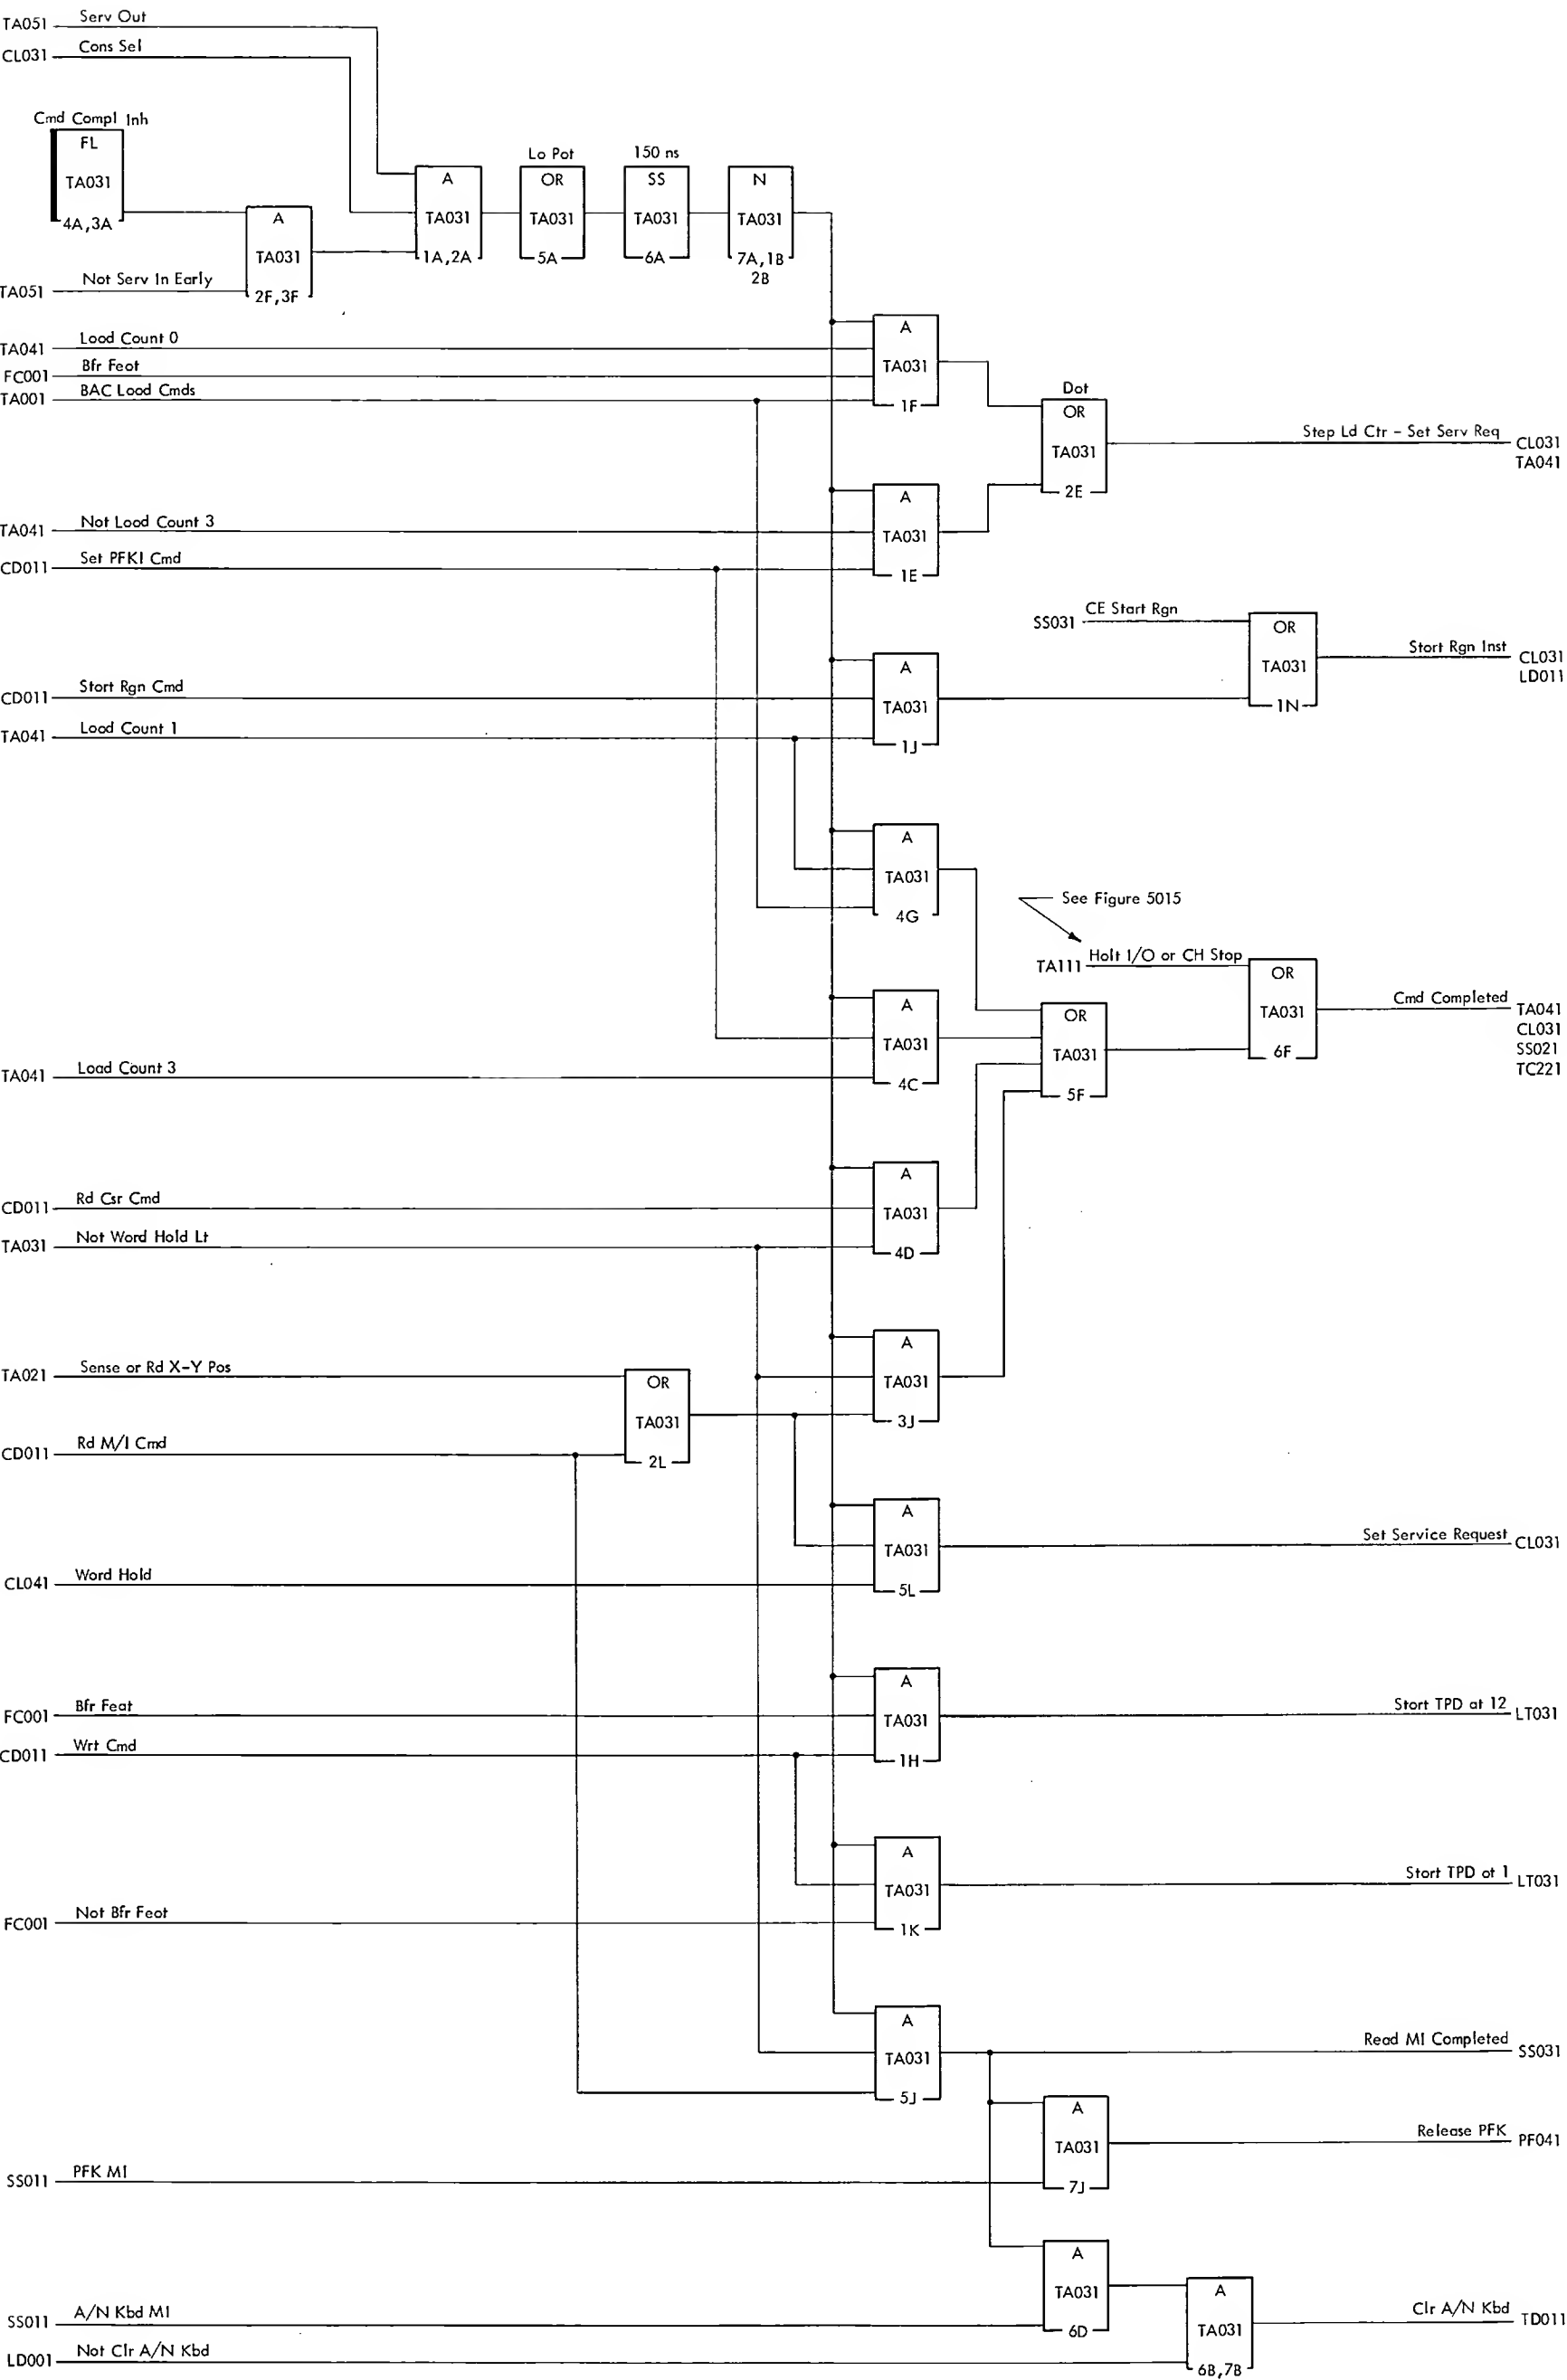 TA051 Serv Out
CL031 Cons Sel
Cmd Compl Inh
FL
TA031
4A,3A
A
TA031
2F,3F
TA051 Not Serv In Early
A
TA031
1A,2A
Lo Pot
OR
TA031
5A
150 ns
SS
TA031
6A
N
TA031
7A,1B
2B
TA041 Load Count 0
FC001 Bfr Feat
TA001 BAC Load Cmds
A
TA031
1F
Dot
OR
TA031
2E
Step Ld Ctr - Set Serv Req CL031
TA041
TA041 Not Load Count 3
CD011 Set PFKI Cmd
A
TA031
1E
SS031 CE Start Rgn
OR
TA031
1N
Start Rgn Inst CL031
LD011
CD011 Start Rgn Cmd
TA041 Load Count 1
A
TA031
1J
A
TA031
4G
See Figure 5015
TA111 Halt I/O or CH Stop
OR
TA031
6F
Cmd Completed TA041
CL031
SS021
TC221
A
TA031
4C
OR
TA031
5F
TA041 Load Count 3
CD011 Rd Csr Cmd
TA031 Not Word Hold Lt
A
TA031
4D
TA021 Sense or Rd X-Y Pos
CD011 Rd M/I Cmd
OR
TA031
2L
A
TA031
3J
A
TA031
5L
Set Service Request CL031
CL041 Word Hold
FC001 Bfr Feat
CD011 Wrt Cmd
A
TA031
1H
Start TPD at 12 LT031
A
TA031
1K
Start TPD at 1 LT031
FC001 Not Bfr Feat
A
TA031
5J
Read MI Completed SS031
A
TA031
7J
Release PFK PF041
SS011 PFK MI
A
TA031
6D
SS011 A/N Kbd MI
LD001 Not Clr A/N Kbd
A
TA031
6B,7B
Clr A/N Kbd TD011